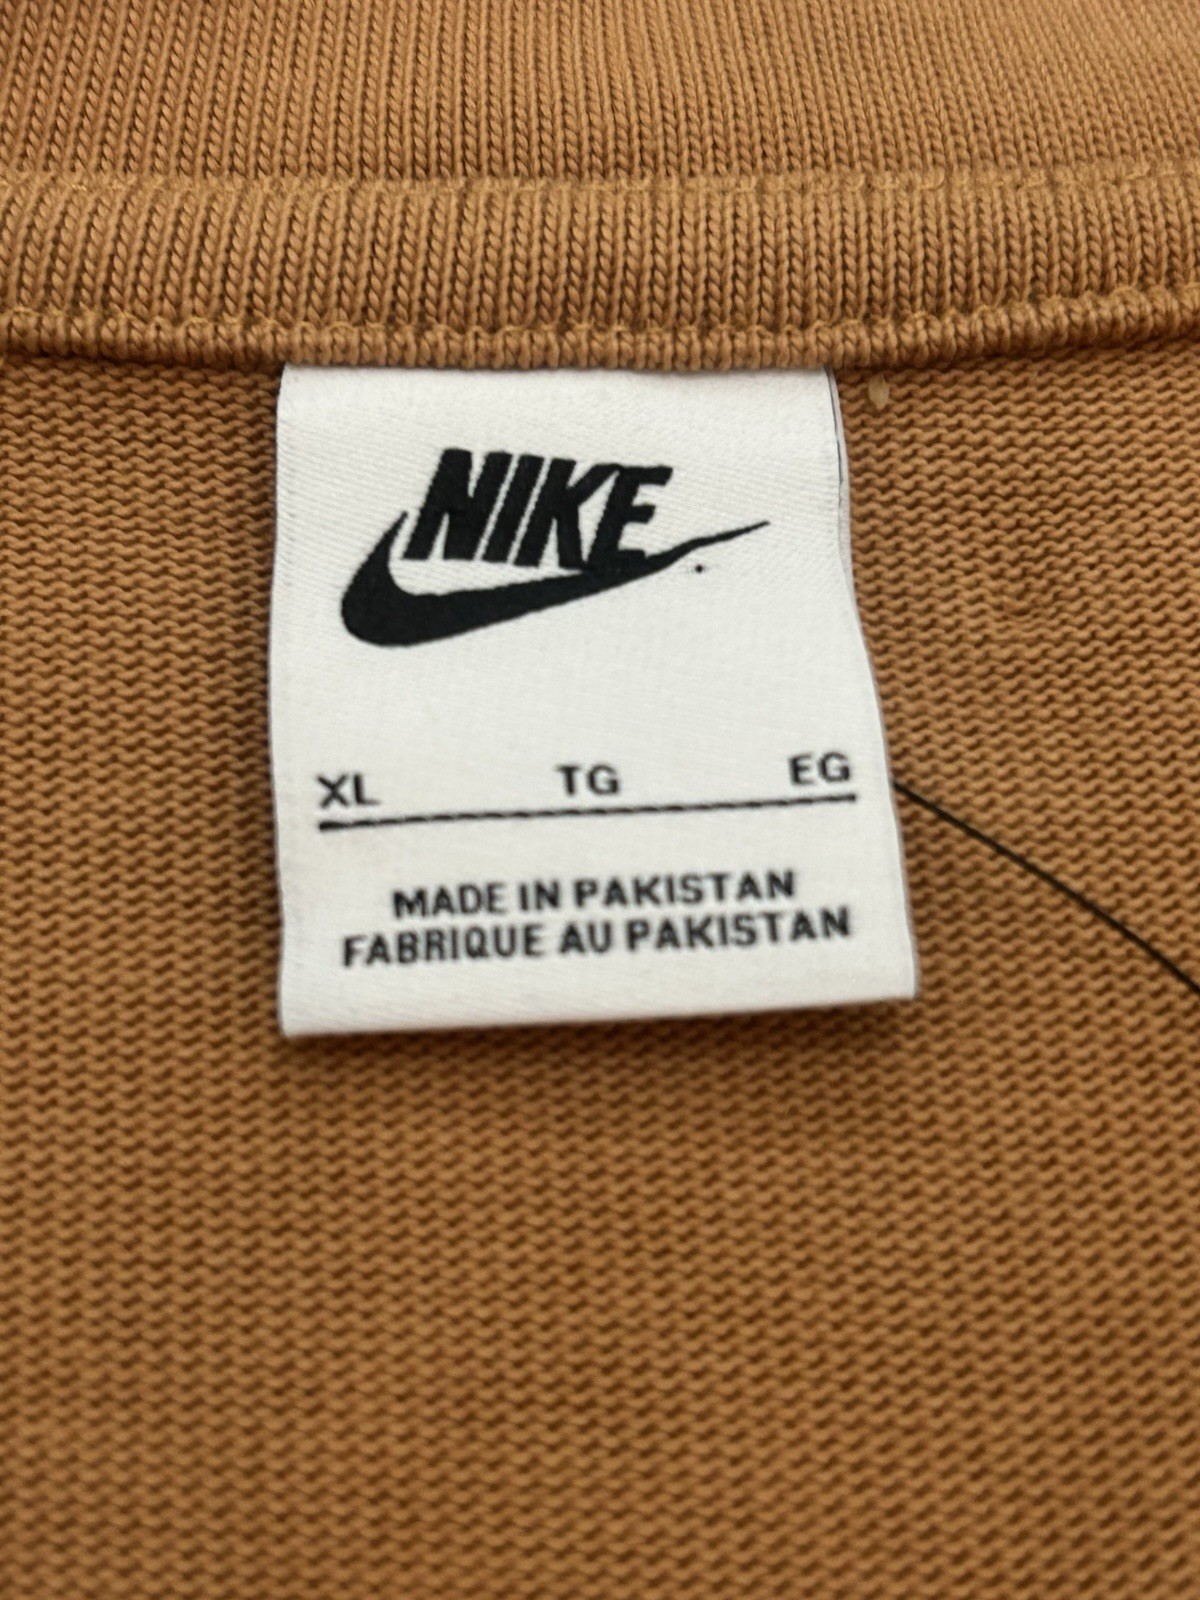 NIKE
XL TG EG
MADE IN PAKISTAN
FABRIQUE AU PAKISTAN